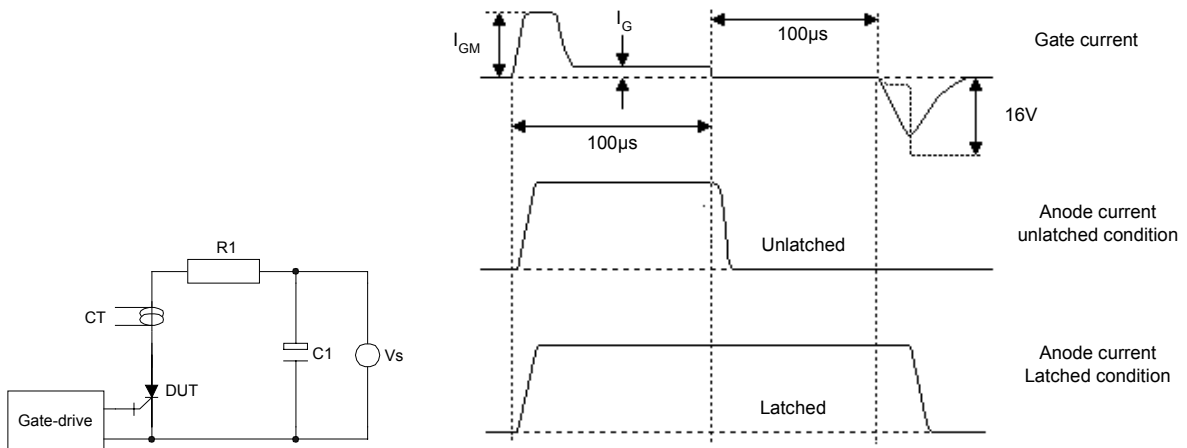 R1
CT
C1
Vs
DUT
Gate-drive
I_GM
I_G
100µs
Gate current
100µs
16V
Unlatched
Anode current
unlatched condition
Latched
Anode current
Latched condition